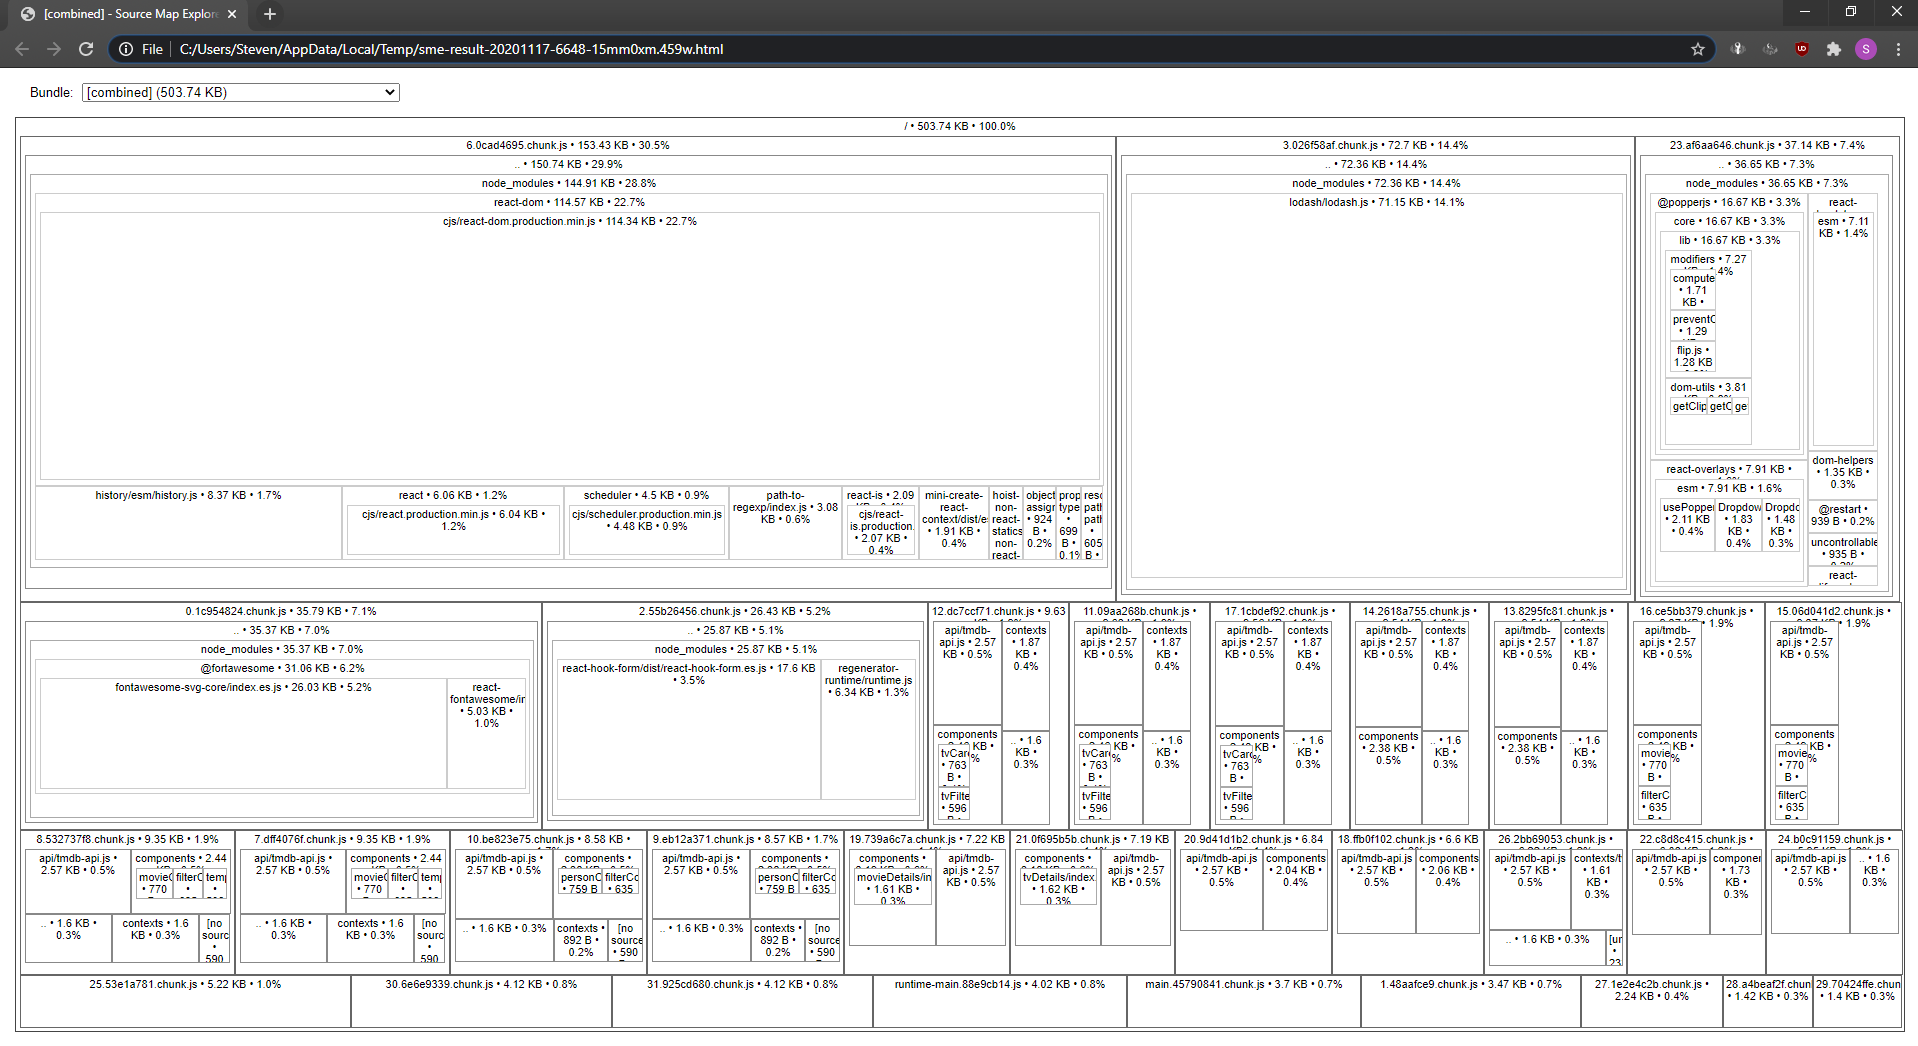 [combined] - Source Map Explor
File
C:/Users/Steven/AppData/Local/Temp/sme-result-20201117-6648-15mm0xm.459w.html
S
Bundle:
[combined] (503.74 KB)
/ • 503.74 KB • 100.0%
6.0cad4695.chunk.js • 153.43 KB • 30.5%
.. • 150.74 KB • 29.9%
node_modules • 144.91 KB • 28.8%
react-dom • 114.57 KB • 22.7%
cjs/react-dom.production.min.js • 114.34 KB • 22.7%
history/esm/history.js • 8.37 KB • 1.7%
react • 6.06 KB • 1.2%
cjs/react.production.min.js • 6.04 KB •
1.2%
scheduler • 4.5 KB • 0.9%
cjs/scheduler.production.min.js
• 4.48 KB • 0.9%
path-to-
regexp/index.js • 3.08
KB • 0.6%
react-is • 2.09
cjs/react-
is.production.
• 2.07 KB •
0.4%
mini-create-
react-
context/dist/es
• 1.91 KB •
0.4%
hoist-
non-
react-
statics
non-
react-
object
assign
• 924
B •
0.2%
prop
type
•
699
B •
0.1%
reso
path
path
•
605
B •
3.026f58af.chunk.js • 72.7 KB • 14.4%
.. • 72.36 KB • 14.4%
node_modules • 72.36 KB • 14.4%
lodash/lodash.js • 71.15 KB • 14.1%
23.af6aa646.chunk.js • 37.14 KB • 7.4%
.. • 36.65 KB • 7.3%
node_modules • 36.65 KB • 7.3%
@popperjs • 16.67 KB • 3.3%
core • 16.67 KB • 3.3%
lib • 16.67 KB • 3.3%
modifiers • 7.27
compute
• 1.71
KB •
preventO
• 1.29
flip.js •
1.28 KB
dom-utils • 3.81
getClip
getC
ge
react-overlays • 7.91 KB •
esm • 7.91 KB • 1.6%
usePopper
• 2.11 KB
• 0.4%
Dropdow
• 1.83
KB •
0.4%
Dropdo
• 1.48
KB •
0.3%
react-
esm • 7.11
KB • 1.4%
dom-helpers
• 1.35 KB •
0.3%
@restart •
939 B • 0.2%
uncontrollable
• 935 B •
react-
0.1c954824.chunk.js • 35.79 KB • 7.1%
.. • 35.37 KB • 7.0%
node_modules • 35.37 KB • 7.0%
@fortawesome • 31.06 KB • 6.2%
fontawesome-svg-core/index.es.js • 26.03 KB • 5.2%
react-
fontawesome/in
• 5.03 KB •
1.0%
2.55b26456.chunk.js • 26.43 KB • 5.2%
.. • 25.87 KB • 5.1%
node_modules • 25.87 KB • 5.1%
react-hook-form/dist/react-hook-form.es.js • 17.6 KB
• 3.5%
regenerator-
runtime/runtime.js
• 6.34 KB • 1.3%
12.dc7ccf71.chunk.js • 9.63
api/tmdb-
api.js • 2.57
KB • 0.5%
contexts
• 1.87
KB •
0.4%
components
KB •
tvCard
• 763
B •
tvFilte
• 596
.. • 1.6
KB •
0.3%
11.09aa268b.chunk.js •
api/tmdb-
api.js • 2.57
KB • 0.5%
contexts
• 1.87
KB •
0.4%
components
KB •
tvCard
• 763
B •
tvFilte
• 596
.. • 1.6
KB •
0.3%
17.1cbdef92.chunk.js •
api/tmdb-
api.js • 2.57
KB • 0.5%
contexts
• 1.87
KB •
0.4%
components
KB •
tvCard
• 763
B •
tvFilte
• 596
.. • 1.6
KB •
0.3%
14.2618a755.chunk.js •
api/tmdb-
api.js • 2.57
KB • 0.5%
contexts
• 1.87
KB •
0.4%
components
• 2.38 KB •
0.5%
.. • 1.6
KB •
0.3%
13.8295fc81.chunk.js •
api/tmdb-
api.js • 2.57
KB • 0.5%
contexts
• 1.87
KB •
0.4%
components
• 2.38 KB •
0.5%
.. • 1.6
KB •
0.3%
16.ce5bb379.chunk.js •
• 1.9%
api/tmdb-
api.js • 2.57
KB • 0.5%
components
KB •
movie
• 770
B •
filterC
• 635
15.06d041d2.chunk.js •
• 1.9%
api/tmdb-
api.js • 2.57
KB • 0.5%
components
KB •
movie
• 770
B •
filterC
• 635
8.532737f8.chunk.js • 9.35 KB • 1.9%
api/tmdb-api.js •
2.57 KB • 0.5%
components • 2.44
movieC
• 770
filterC
temp
.. • 1.6 KB •
0.3%
contexts • 1.6
KB • 0.3%
[no
sourc
•
590
7.dff4076f.chunk.js • 9.35 KB • 1.9%
api/tmdb-api.js •
2.57 KB • 0.5%
components • 2.44
movieC
• 770
filterC
temp
.. • 1.6 KB •
0.3%
contexts • 1.6
KB • 0.3%
[no
sourc
•
590
10.be823e75.chunk.js • 8.58 KB •
api/tmdb-api.js •
2.57 KB • 0.5%
components •
personC
• 759 B
filterCo
• 635
.. • 1.6 KB • 0.3%
contexts •
892 B •
0.2%
[no
source
• 590
9.eb12a371.chunk.js • 8.57 KB • 1.7%
api/tmdb-api.js •
2.57 KB • 0.5%
components •
personC
• 759 B
filterCo
• 635
.. • 1.6 KB • 0.3%
contexts •
892 B •
0.2%
[no
source
• 590
19.739a6c7a.chunk.js • 7.22 KB
components •
movieDetails/in
• 1.61 KB •
0.3%
api/tmdb-
api.js • 2.57
KB • 0.5%
21.0f695b5b.chunk.js • 7.19 KB
components •
tvDetails/index
• 1.62 KB •
0.3%
api/tmdb-
api.js • 2.57
KB • 0.5%
20.9d41d1b2.chunk.js • 6.84
api/tmdb-api.js
• 2.57 KB •
0.5%
components
• 2.04 KB •
0.4%
18.ffb0f102.chunk.js • 6.6 KB
api/tmdb-api.js
• 2.57 KB •
0.5%
components
• 2.06 KB •
0.4%
26.2bb69053.chunk.js •
api/tmdb-api.js
• 2.57 KB •
0.5%
contexts/t
• 1.61
KB •
0.3%
.. • 1.6 KB • 0.3%
[ur
•
23
22.c8d8c415.chunk.js •
api/tmdb-api.js
• 2.57 KB •
0.5%
componer
• 1.73
KB •
0.3%
24.b0c91159.chunk.js •
api/tmdb-api.js
• 2.57 KB •
0.5%
.. • 1.6
KB •
0.3%
25.53e1a781.chunk.js • 5.22 KB • 1.0%
30.6e6e9339.chunk.js • 4.12 KB • 0.8%
31.925cd680.chunk.js • 4.12 KB • 0.8%
runtime-main.88e9cb14.js • 4.02 KB • 0.8%
main.45790841.chunk.js • 3.7 KB • 0.7%
1.48aafce9.chunk.js • 3.47 KB • 0.7%
27.1e2e4c2b.chunk.js •
2.24 KB • 0.4%
28.a4beaf2f.chun
• 1.42 KB • 0.3%
29.70424ffe.chun
• 1.4 KB • 0.3%